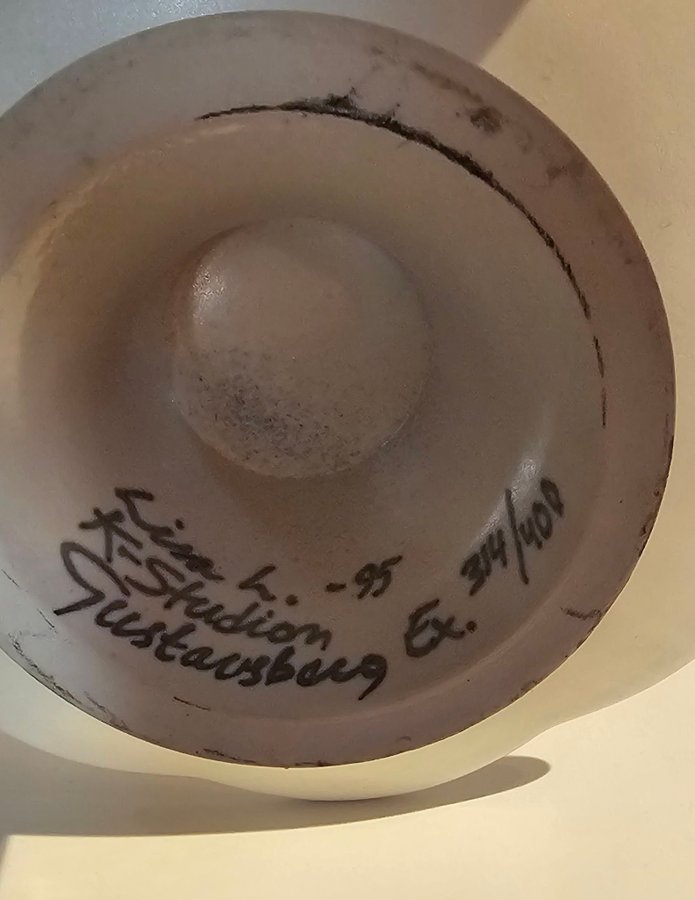 Lisa L. -95
K-Studion
Gustavsberg Ex. 314/400